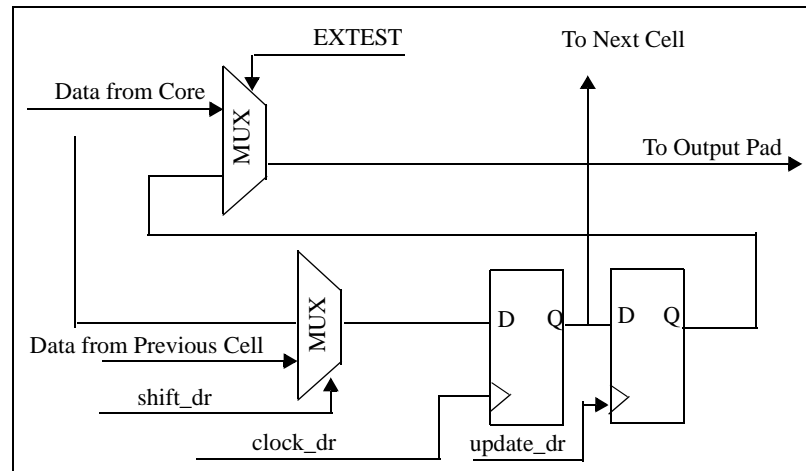 EXTEST
To Next Cell
Data from Core
MUX
To Output Pad
MUX
D Q D Q
Data from Previous Cell
shift_dr
clock_dr
update_dr